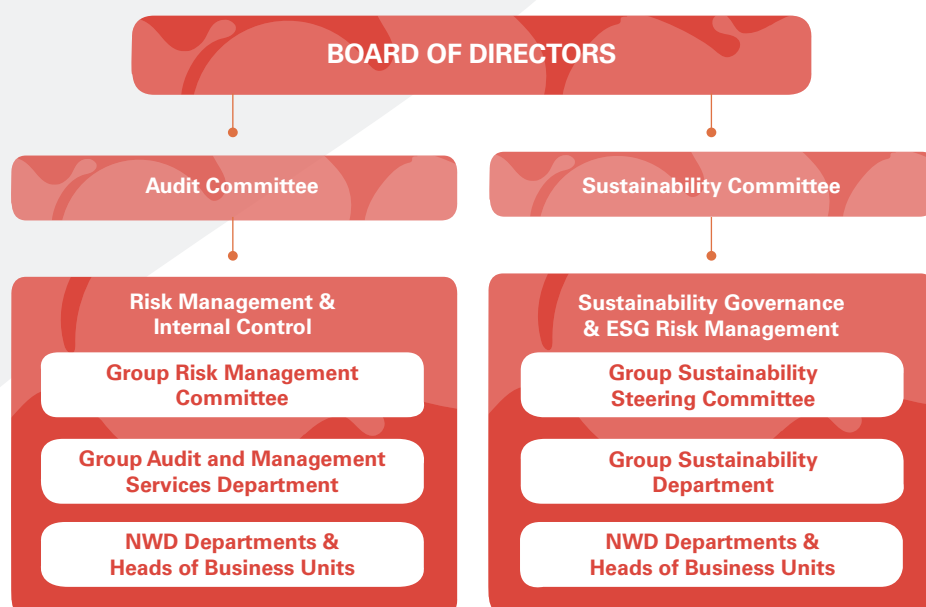 BOARD OF DIRECTORS
Audit Committee
Sustainability Committee
Risk Management &
Internal Control
Group Risk Management
Committee
Group Audit and Management
Services Department
NWD Departments &
Heads of Business Units
Sustainability Governance
& ESG Risk Management
Group Sustainability
Steering Committee
Group Sustainability
Department
NWD Departments &
Heads of Business Units